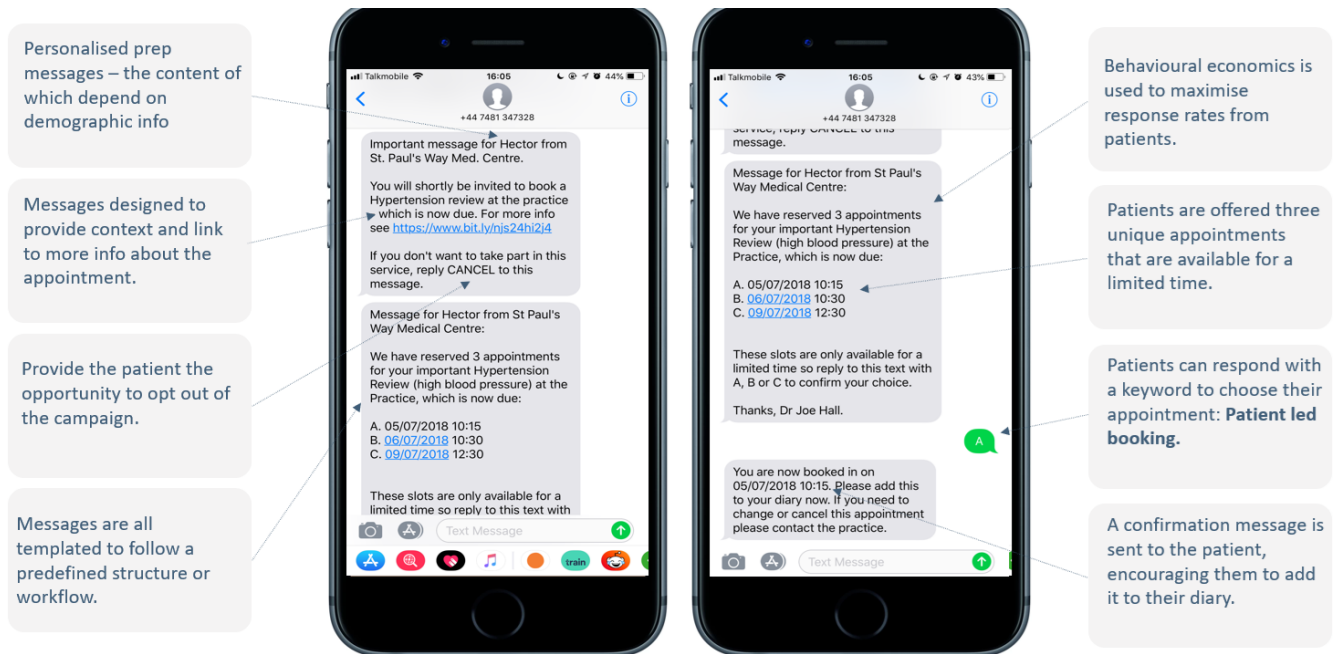 Personalised prep
messages – the content of
which depend on
demographic info
Messages designed to
provide context and link
to more info about the
appointment.
Provide the patient the
opportunity to opt out of
the campaign.
Messages are all
templated to follow a
predefined structure or
workflow.
Talkmobile 16:05 44%
+44 7481 347328
Important message for Hector from
St. Paul's Way Med. Centre.
You will shortly be invited to book a
Hypertension review at the practice
which is now due. For more info
see https://www.bit.ly/njs24hi2j4
If you don't want to take part in this
service, reply CANCEL to this
message.
Message for Hector from St Paul's
Way Medical Centre:
We have reserved 3 appointments
for your important Hypertension
Review (high blood pressure) at the
Practice, which is now due:
A. 05/07/2018 10:15
B. 06/07/2018 10:30
C. 09/07/2018 12:30
These slots are only available for a
limited time so reply to this text with
Text Message
train
Talkmobile 16:05 43%
+44 7481 347328
service, reply CANCEL to this
message.
Message for Hector from St Paul's
Way Medical Centre:
We have reserved 3 appointments
for your important Hypertension
Review (high blood pressure) at the
Practice, which is now due:
A. 05/07/2018 10:15
B. 06/07/2018 10:30
C. 09/07/2018 12:30
These slots are only available for a
limited time so reply to this text with
A, B or C to confirm your choice.
Thanks, Dr Joe Hall.
A
You are now booked in on
05/07/2018 10:15. Please add this
to your diary now. If you need to
change or cancel this appointment
please contact the practice.
Text Message
Behavioural economics is
used to maximise
response rates from
patients.
Patients are offered three
unique appointments
that are available for a
limited time.
Patients can respond with
a keyword to choose their
appointment: Patient led
booking.
A confirmation message is
sent to the patient,
encouraging them to add
it to their diary.